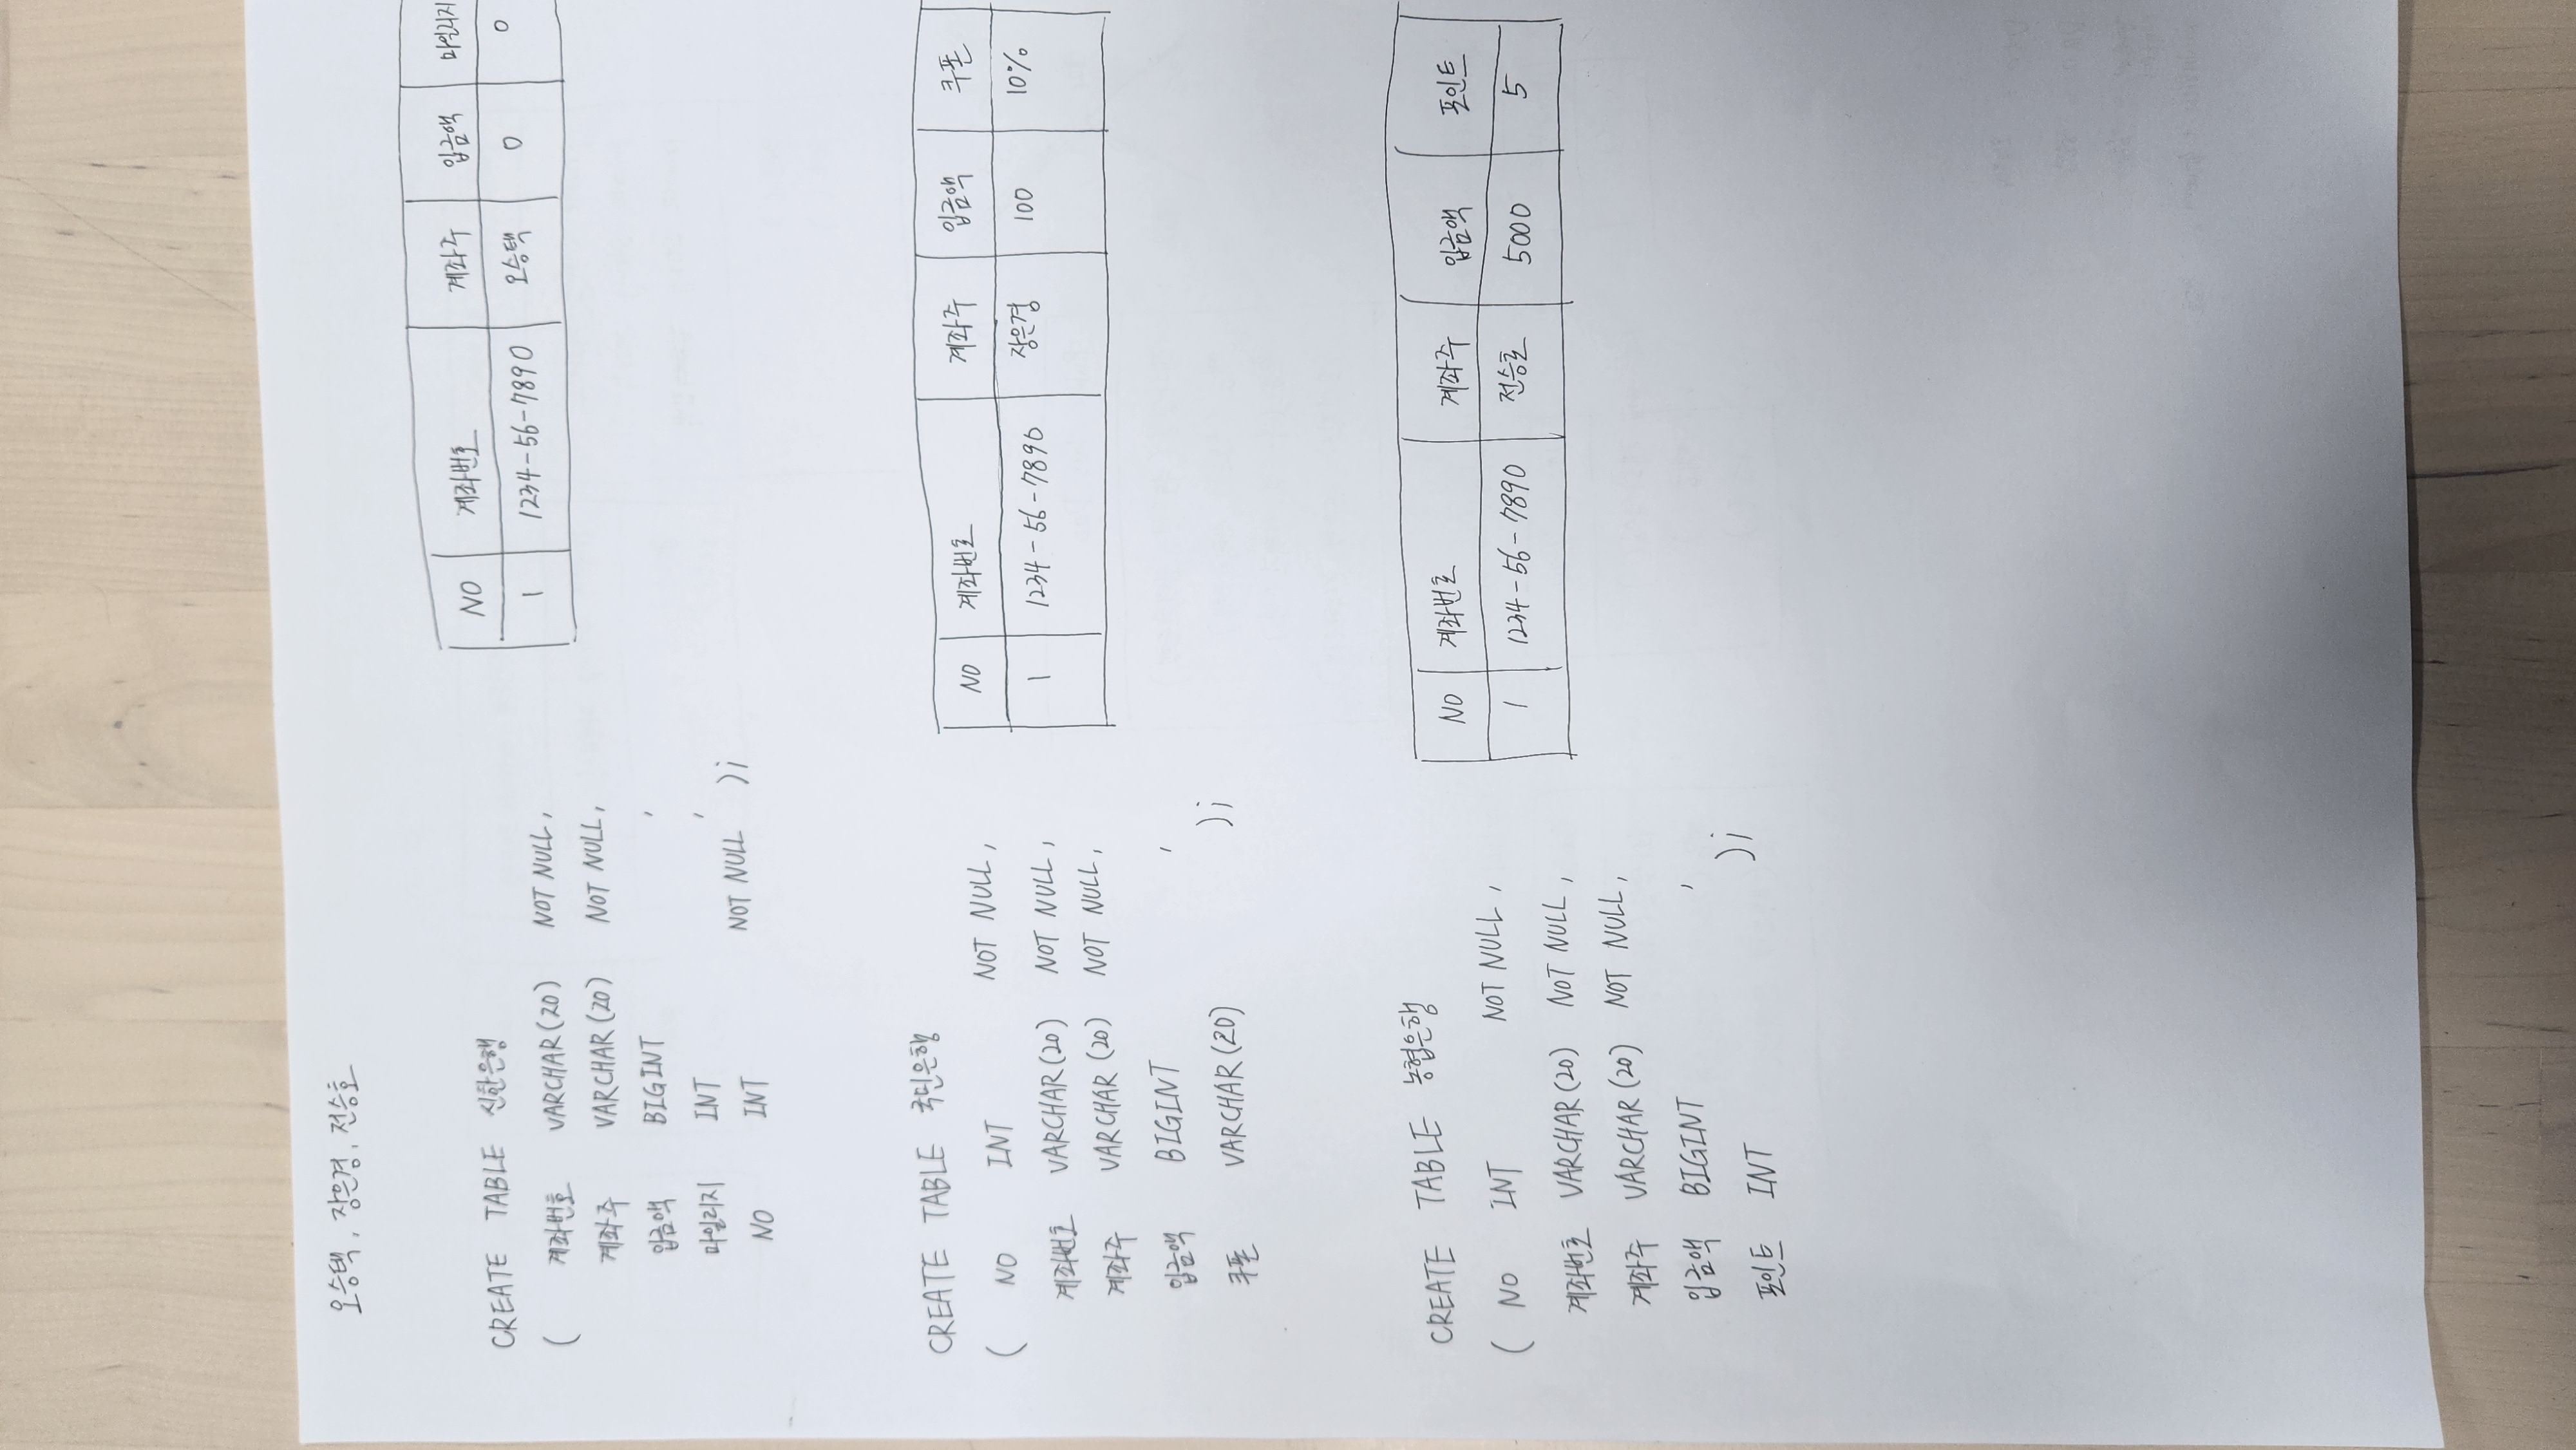 오승택, 장은경, 전승호
CREATE TABLE 신한은행
( 계좌번호 VARCHAR(20) NOT NULL,
계좌주 VARCHAR(20) NOT NULL,
입금액 BIGINT ,
마일리지 INT ,
NO INT NOT NULL );
NO 계좌번호 계좌주 입금액 마일리지
1 1234-56-7890 오승택 0 0
CREATE TABLE 국민은행
( NO INT NOT NULL,
계좌번호 VARCHAR(20) NOT NULL,
계좌주 VARCHAR(20) NOT NULL,
입금액 BIGINT ,
쿠폰 VARCHAR(20) );
NO 계좌번호 계좌주 입금액 쿠폰
1 1234-56-7890 장은경 100 10%
CREATE TABLE 농협은행
( NO INT NOT NULL,
계좌번호 VARCHAR(20) NOT NULL,
계좌주 VARCHAR(20) NOT NULL,
입금액 BIGINT ,
포인트 INT );
NO 계좌번호 계좌주 입금액 포인트
1 1234-56-7890 전승호 5000 5